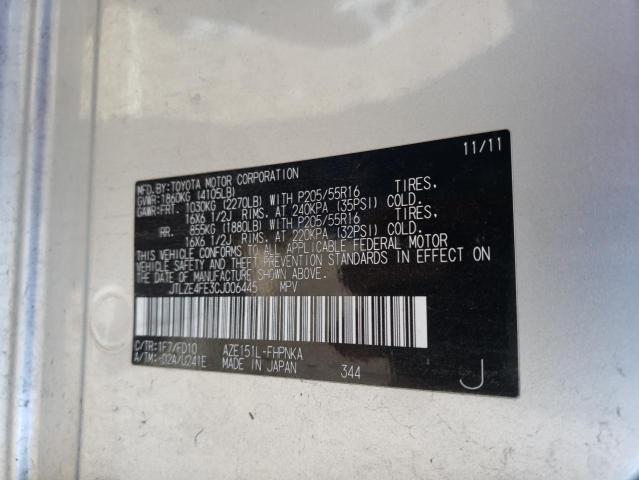 11/11
MFD.BY:TOYOTA MOTOR CORPORATION
GVWR:1860KG (4105LB)
GAWR:FRT. 1030KG (2270LB) WITH P205/55R16 TIRES,
16X6 1/2J RIMS, AT 240KPA (35PSI) COLD.
RR. 855KG (1880LB) WITH P205/55R16 TIRES,
16X6 1/2J RIMS, AT 220KPA (32PSI) COLD.
THIS VEHICLE CONFORMS TO ALL APPLICABLE FEDERAL MOTOR
VEHICLE SAFETY AND THEFT PREVENTION STANDARDS IN EFFECT ON
THE DATE OF MANUFACTURE SHOWN ABOVE.
JTLZE4FE3CJ006445 MPV
C/TR:1F7/FD10 AZE151L-FHPNKA
A/TM:-02A/U241E MADE IN JAPAN 344 J